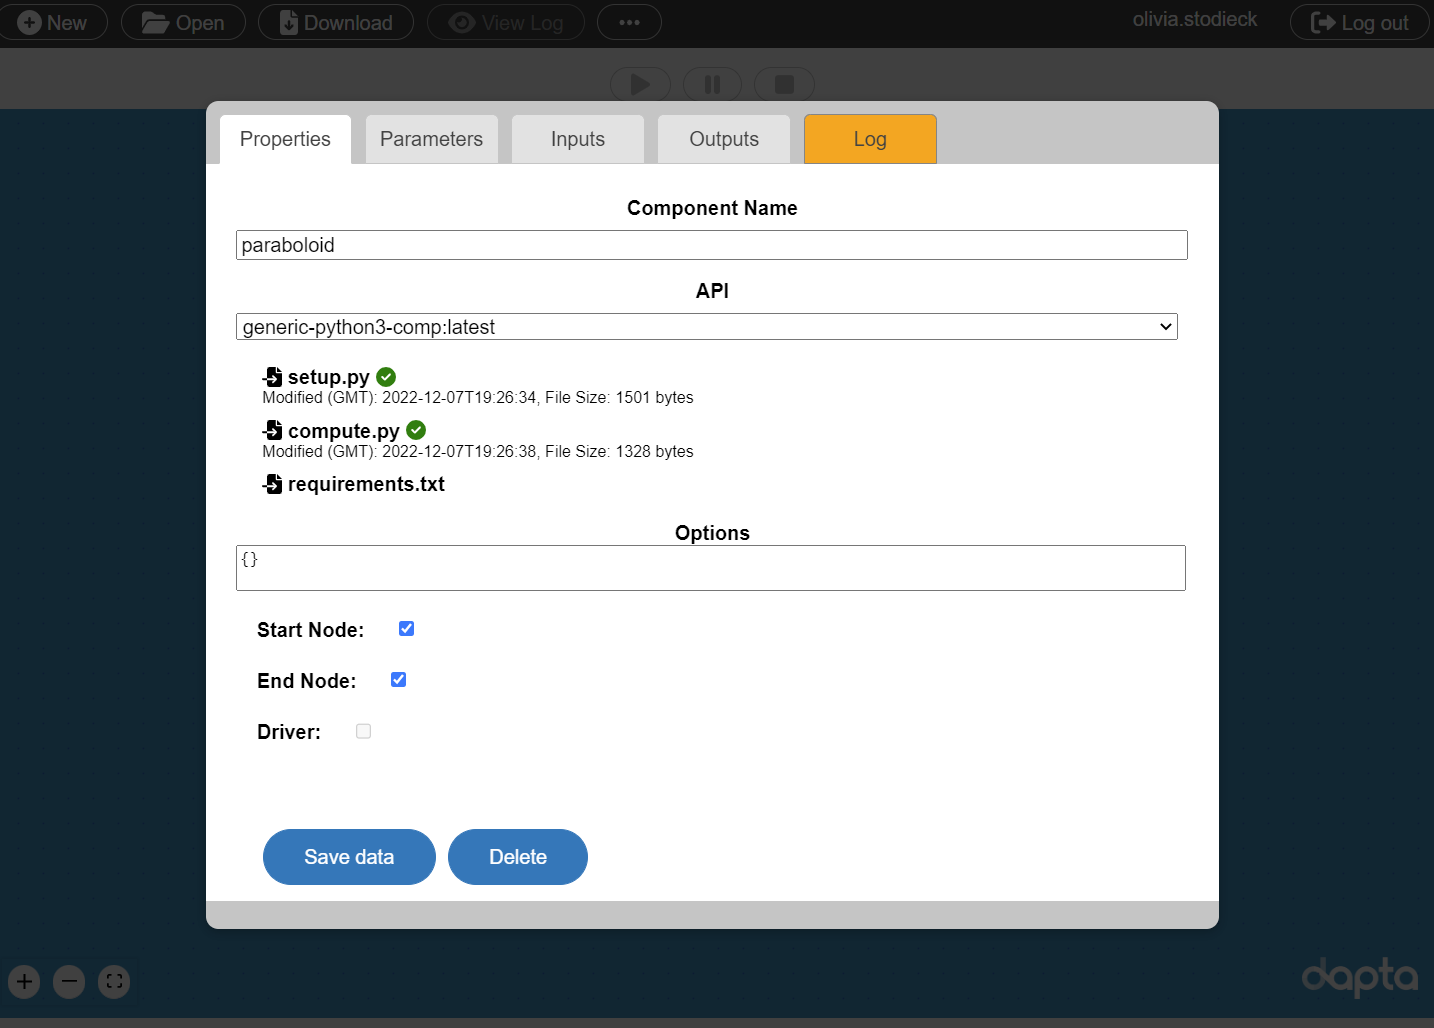 New Open Download View Log ••• olivia.stodieck Log out
Properties Parameters Inputs Outputs Log
Component Name
paraboloid
API
generic-python3-comp:latest
setup.py
Modified (GMT): 2022-12-07T19:26:34, File Size: 1501 bytes
compute.py
Modified (GMT): 2022-12-07T19:26:38, File Size: 1328 bytes
requirements.txt
Options
{}
Start Node:
End Node:
Driver:
Save data Delete
dapta